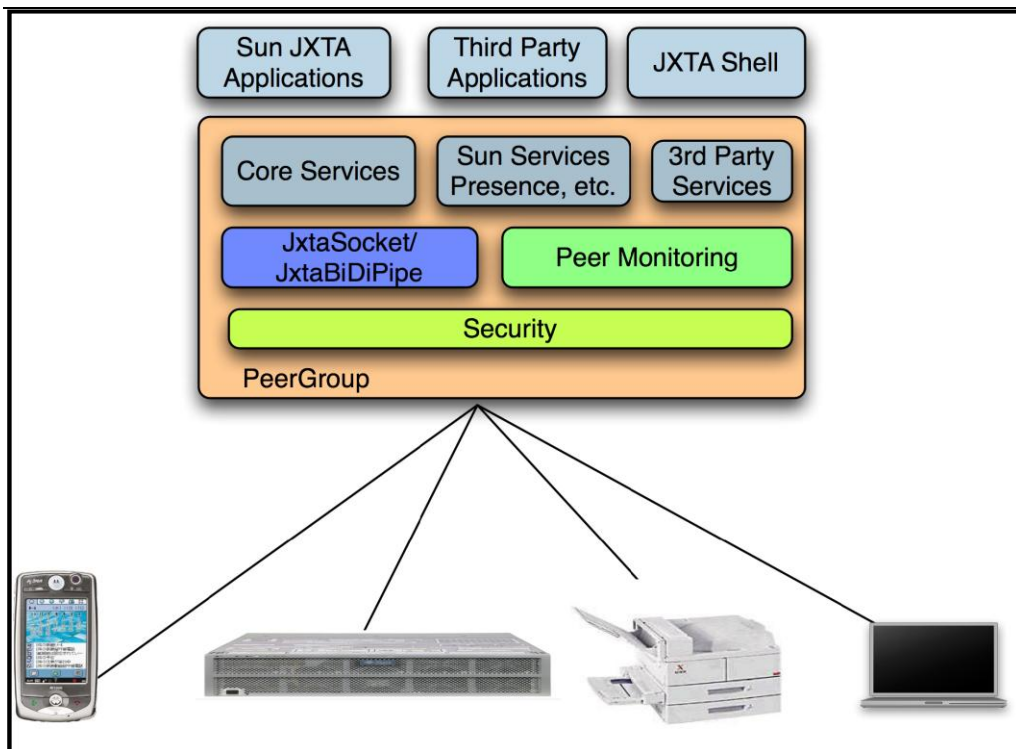 Sun JXTA
Applications
Third Party
Applications
JXTA Shell
Core Services
Sun Services
Presence, etc.
3rd Party
Services
JxtaSocket/
JxtaBiDiPipe
Peer Monitoring
Security
PeerGroup